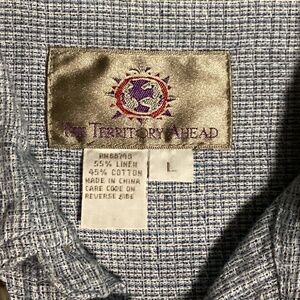 THE TERRITORY AHEAD
55% LINEN
45% COTTON
MADE IN CHINA
CARE CODE ON
REVERSE SIDE
L